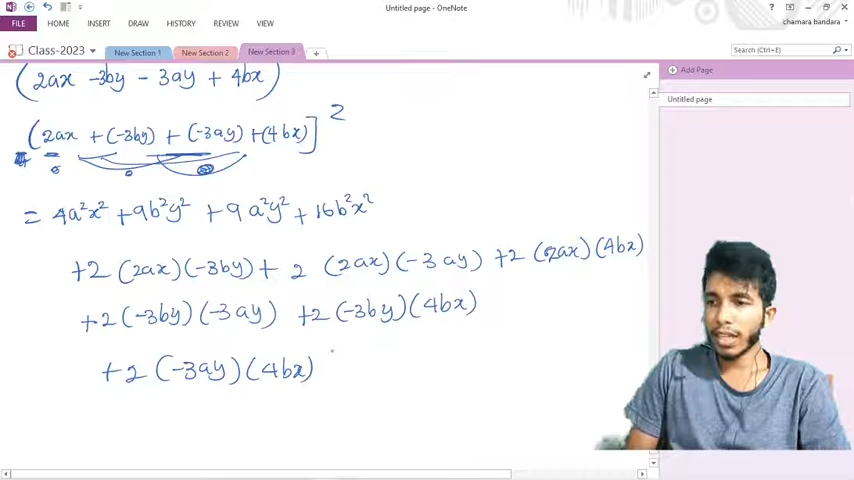 Untitled page - OneNote
FILE HOME INSERT DRAW HISTORY REVIEW VIEW
chamara bandara
Class-2023 New Section 1 New Section 2 New Section 3
Search (Ctrl+E)
Add Page
Untitled page
(2ax -3by - 3ay + 4bx)
(2ax +(-3by) + (-3ay) +(4bx)]²
= 4a²x² +9b²y² +9a²y² +16b²x²
+2 (2ax)(-3by)+ 2 (2ax)(-3ay) +2 (2ax)(4bx)
+2(-3by)(-3ay) +2(-3by)(4bx)
+2 (-3ay)(4bx)